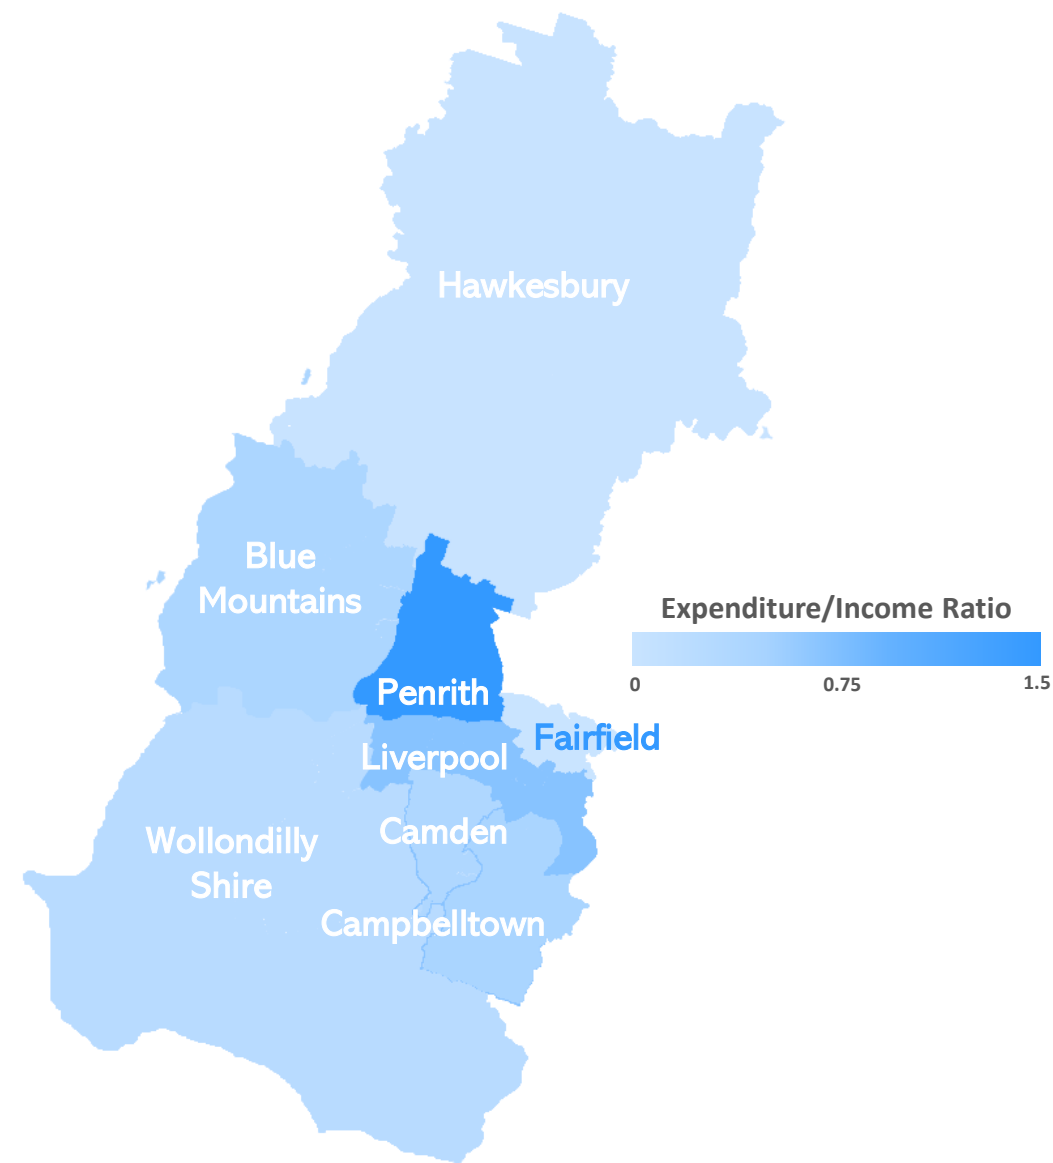 Hawkesbury
Blue
Mountains
Expenditure/Income Ratio
0
0.75
1.5
Penrith
Fairfield
Liverpool
Camden
Wollondilly
Shire
Campbelltown